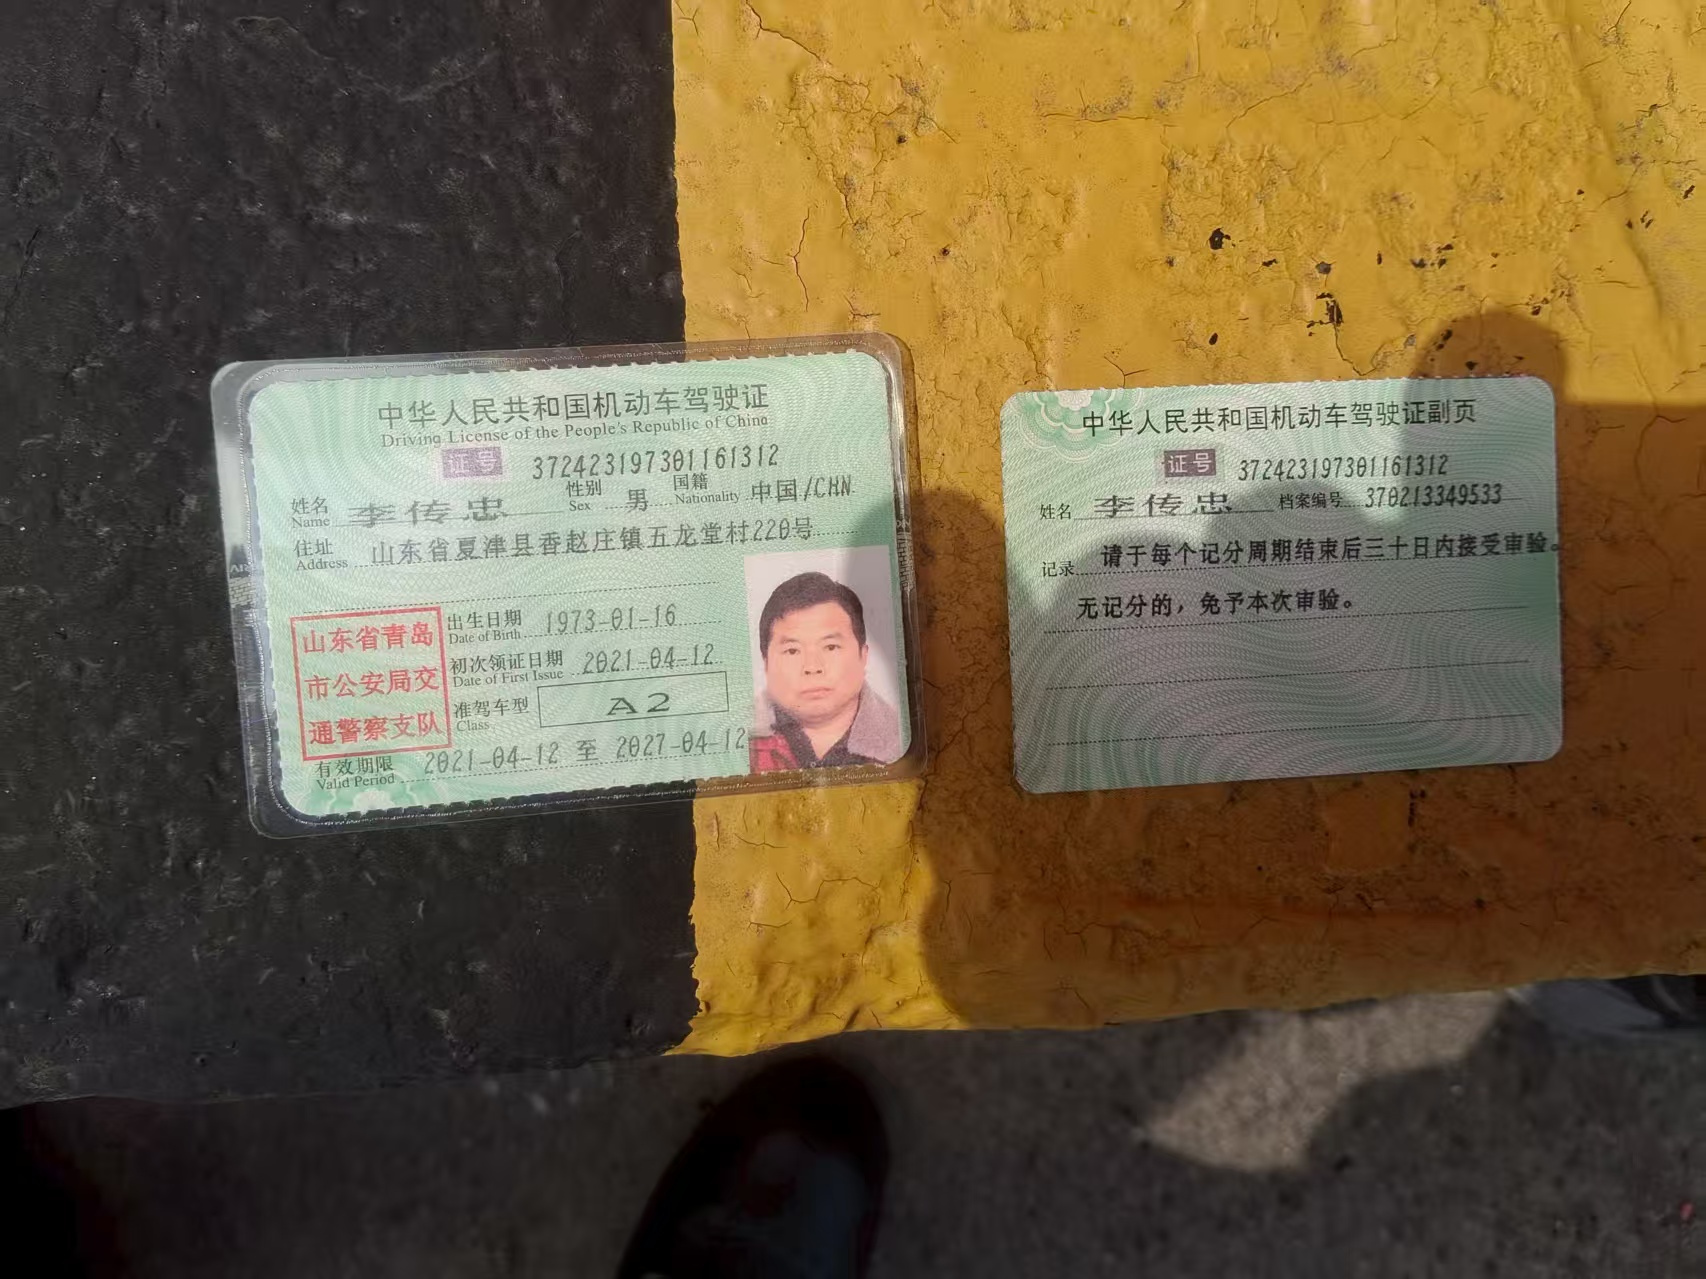 中华人民共和国机动车驾驶证
Driving License of the People's Republic of China
证号 372423197301161312
姓名 Name 李传忠 性别 Sex 男 国籍 Nationality 中国/CHN
住址 Address 山东省夏津县香赵庄镇五龙堂村220号
出生日期 Date of Birth 1973-01-16
初次领证日期 Date of First Issue 2021-04-12
准驾车型 Class A2
山东省青岛
市公安局交
通警察支队
有效期限 Valid Period 2021-04-12 至 2027-04-12
中华人民共和国机动车驾驶证副页
证号 372423197301161312
姓名 李传忠 档案编号 370213349533
记录 请于每个记分周期结束后三十日内接受审验。
无记分的，免予本次审验。